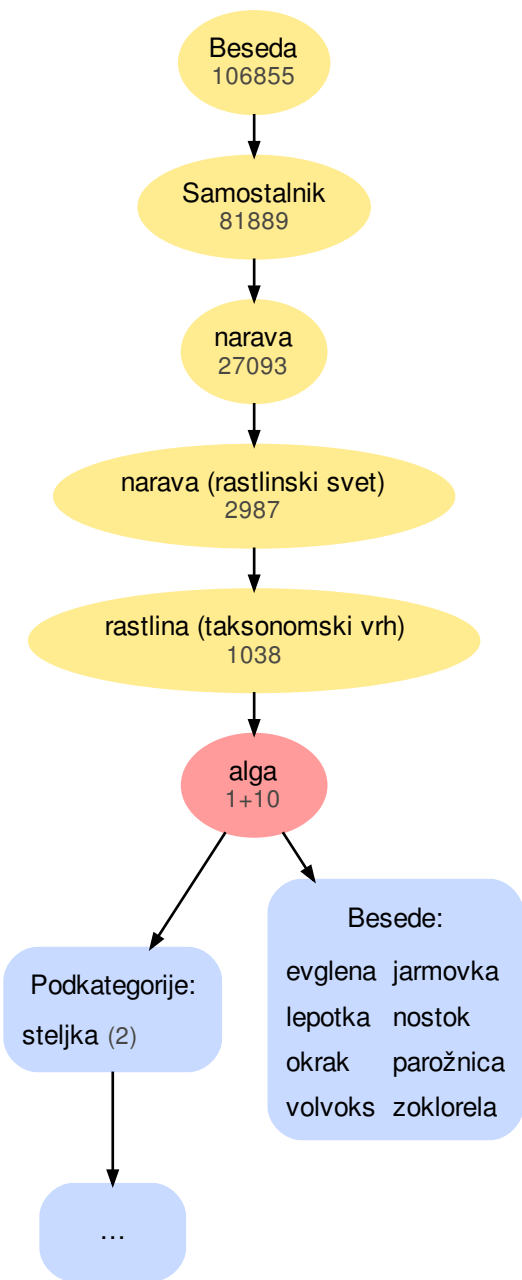 Beseda
106855
Samostalnik
81889
narava
27093
narava (rastlinski svet)
2987
rastlina (taksonomski vrh)
1038
alga
1+10
Podkategorije:
steljka (2)
...
Besede:
evglena jarmovka
lepotka nostok
okrak parožnica
volvoks zoklorela